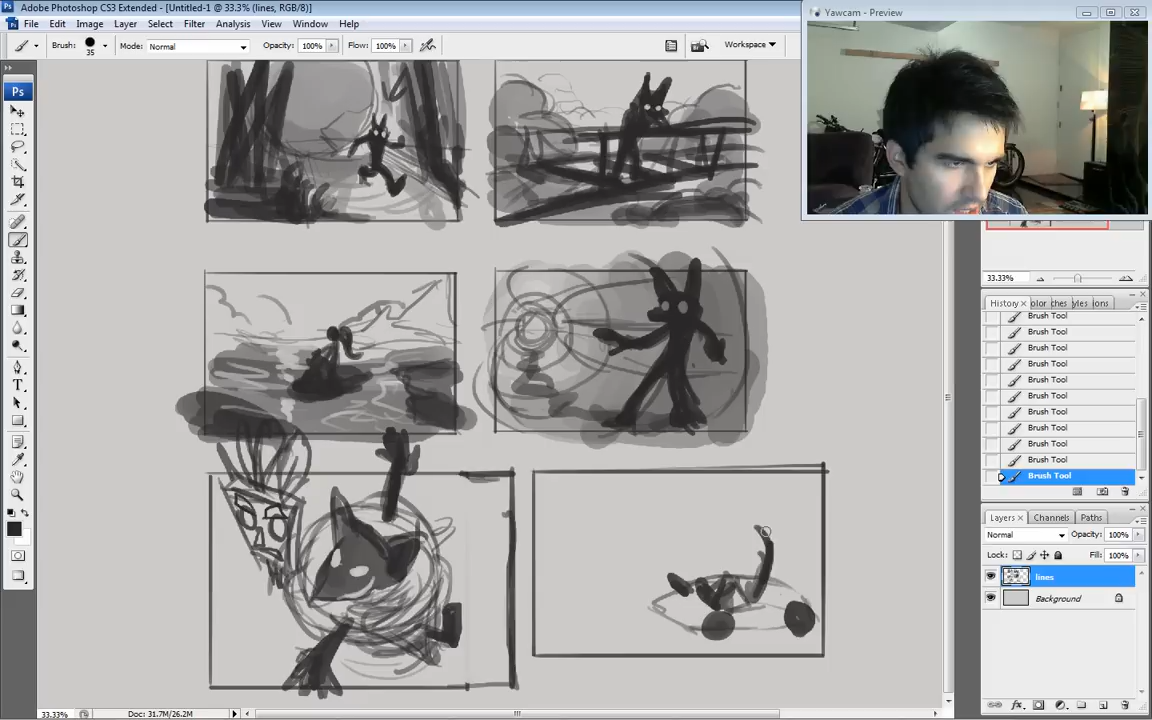 Adobe Photoshop CS3 Extended - [Untitled-1 @ 33.3% (lines, RGB/8)]
Yawcam - Preview
File Edit Image Layer Select Filter Analysis View Window Help
Brush: 35 Mode: Normal Opacity: 100% Flow: 100% Workspace
Ps
33.33%
History
Brush Tool
Brush Tool
Brush Tool
Brush Tool
Brush Tool
Brush Tool
Brush Tool
Brush Tool
Brush Tool
Brush Tool
Brush Tool
Layers Channels Paths
Normal Opacity: 100%
Lock: Fill: 100%
lines
Background
33.33% Doc: 31.7M/26.2M